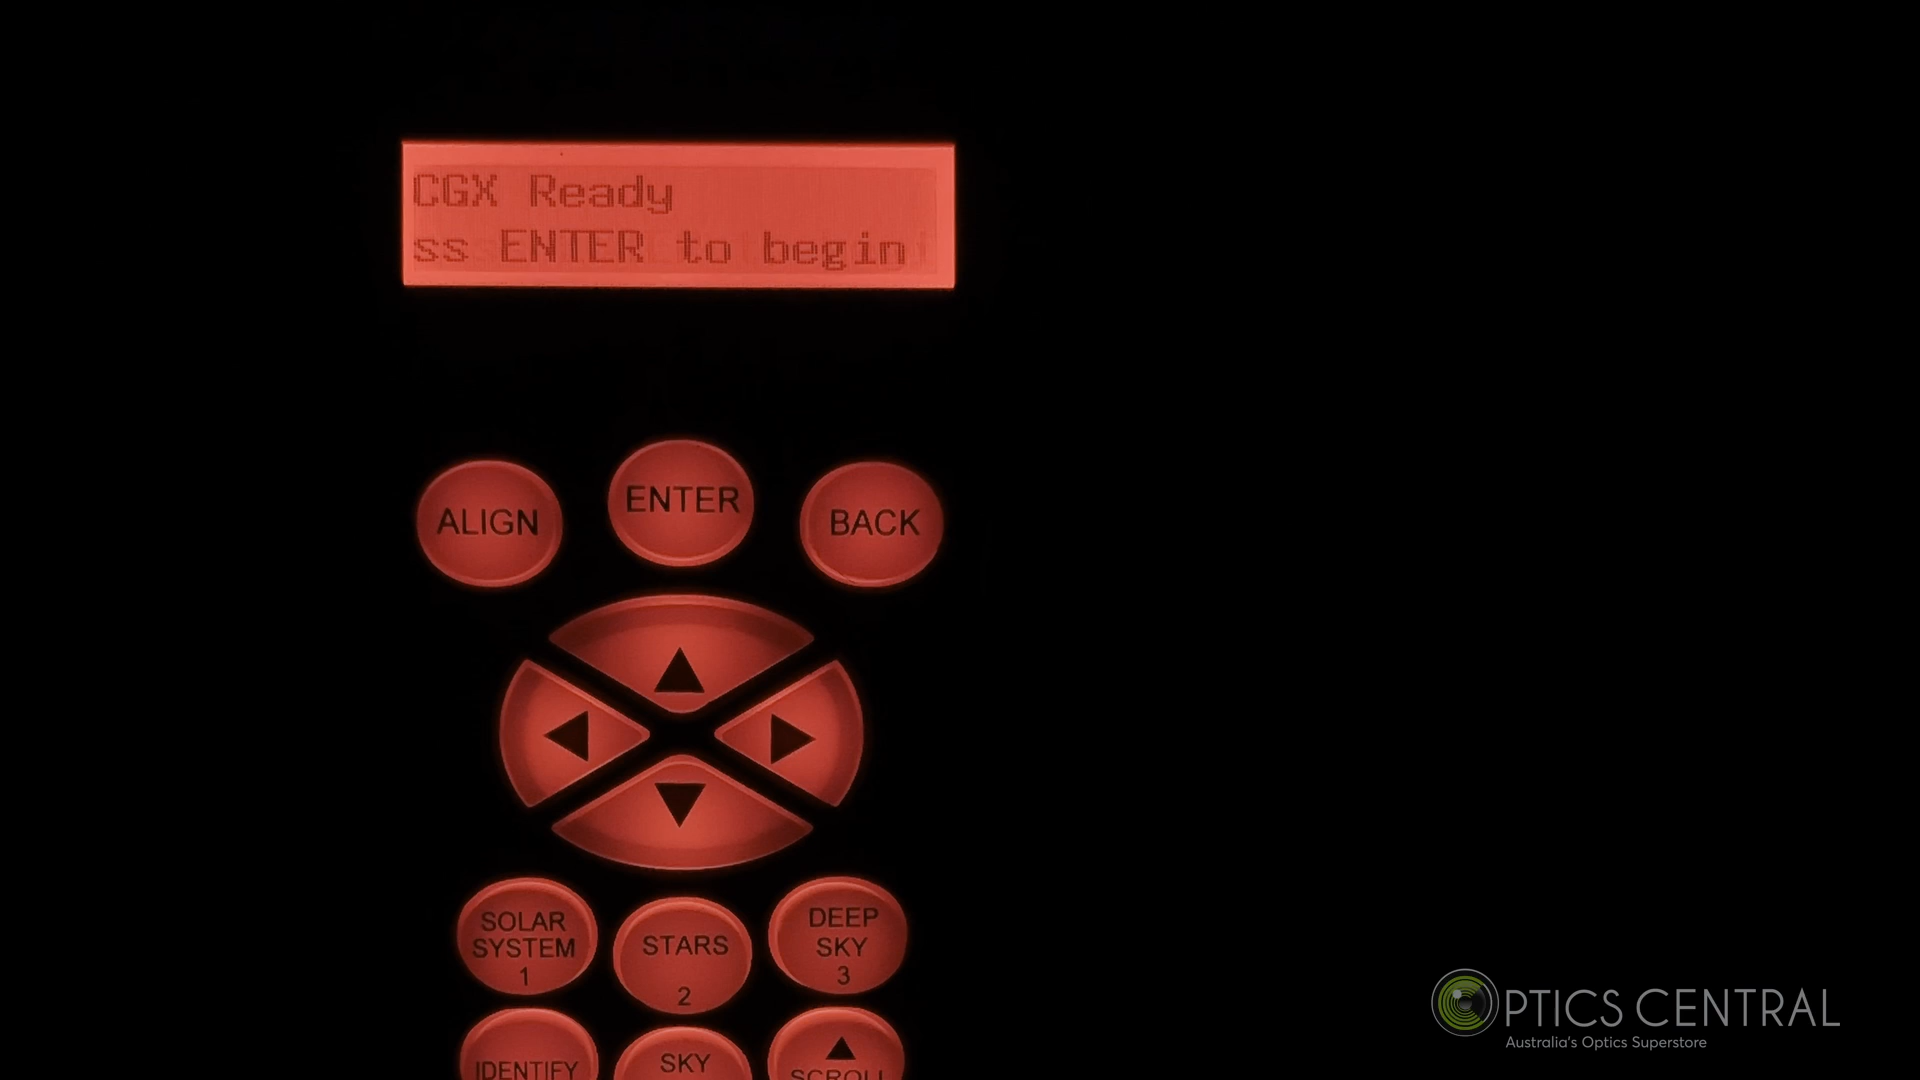 CGX Ready
ss ENTER to begin
ALIGN
ENTER
BACK
SOLAR
SYSTEM
1
STARS
2
DEEP
SKY
3
IDENTIFY
SKY
SCROLL
OPTICS CENTRAL
Australia's Optics Superstore